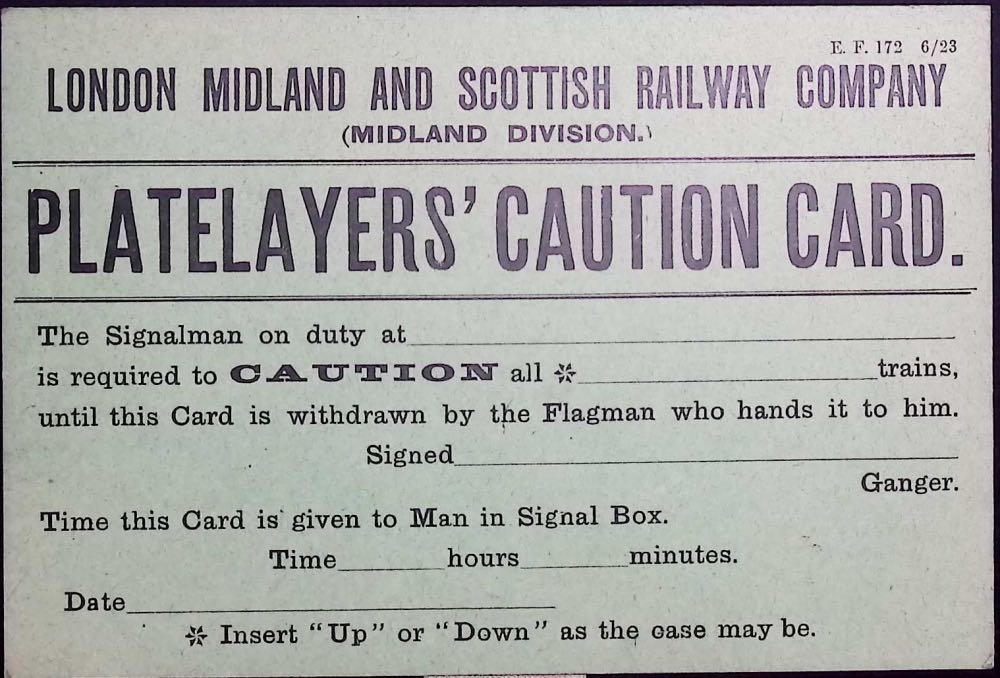 E. F. 172 6/23
LONDON MIDLAND AND SCOTTISH RAILWAY COMPANY
(MIDLAND DIVISION.)
PLATELAYERS' CAUTION CARD.
The Signalman on duty at
is required to CAUTION all ※ trains,
until this Card is withdrawn by the Flagman who hands it to him.
Signed
Ganger.
Time this Card is given to Man in Signal Box.
Time hours minutes.
Date
※ Insert "Up" or "Down" as the case may be.